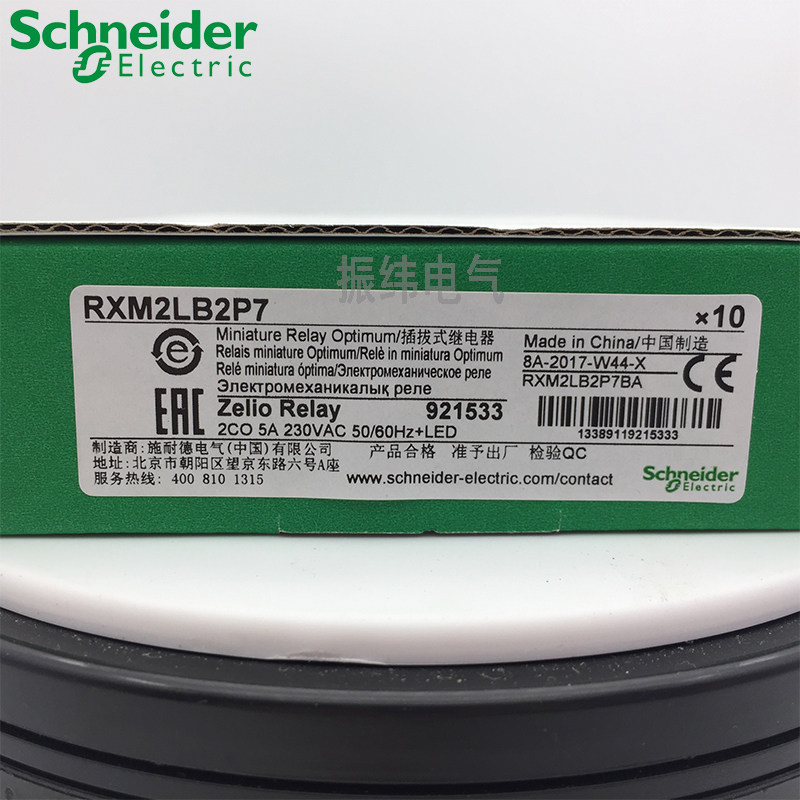 Schneider
Electric
振纬电气
RXM2LB2P7
×10
Miniature Relay Optimum/插拔式继电器
Relais miniature Optimum/Relè in miniatura Optimum
Relé miniatura óptima/Электромеханическое реле
Электромеханикалық реле
Made in China/中国制造
8A-2017-W44-X
RXM2LB2P7BA
CE
EAC
Zelio Relay 921533
2CO 5A 230VAC 50/60Hz+LED
13389119215333
制造商: 施耐德电气(中国)有限公司
地址: 北京市朝阳区望京东路六号A座
服务热线: 400 810 1315
产品合格 准予出厂 检验QC
www.schneider-electric.com/contact
Schneider
Electric